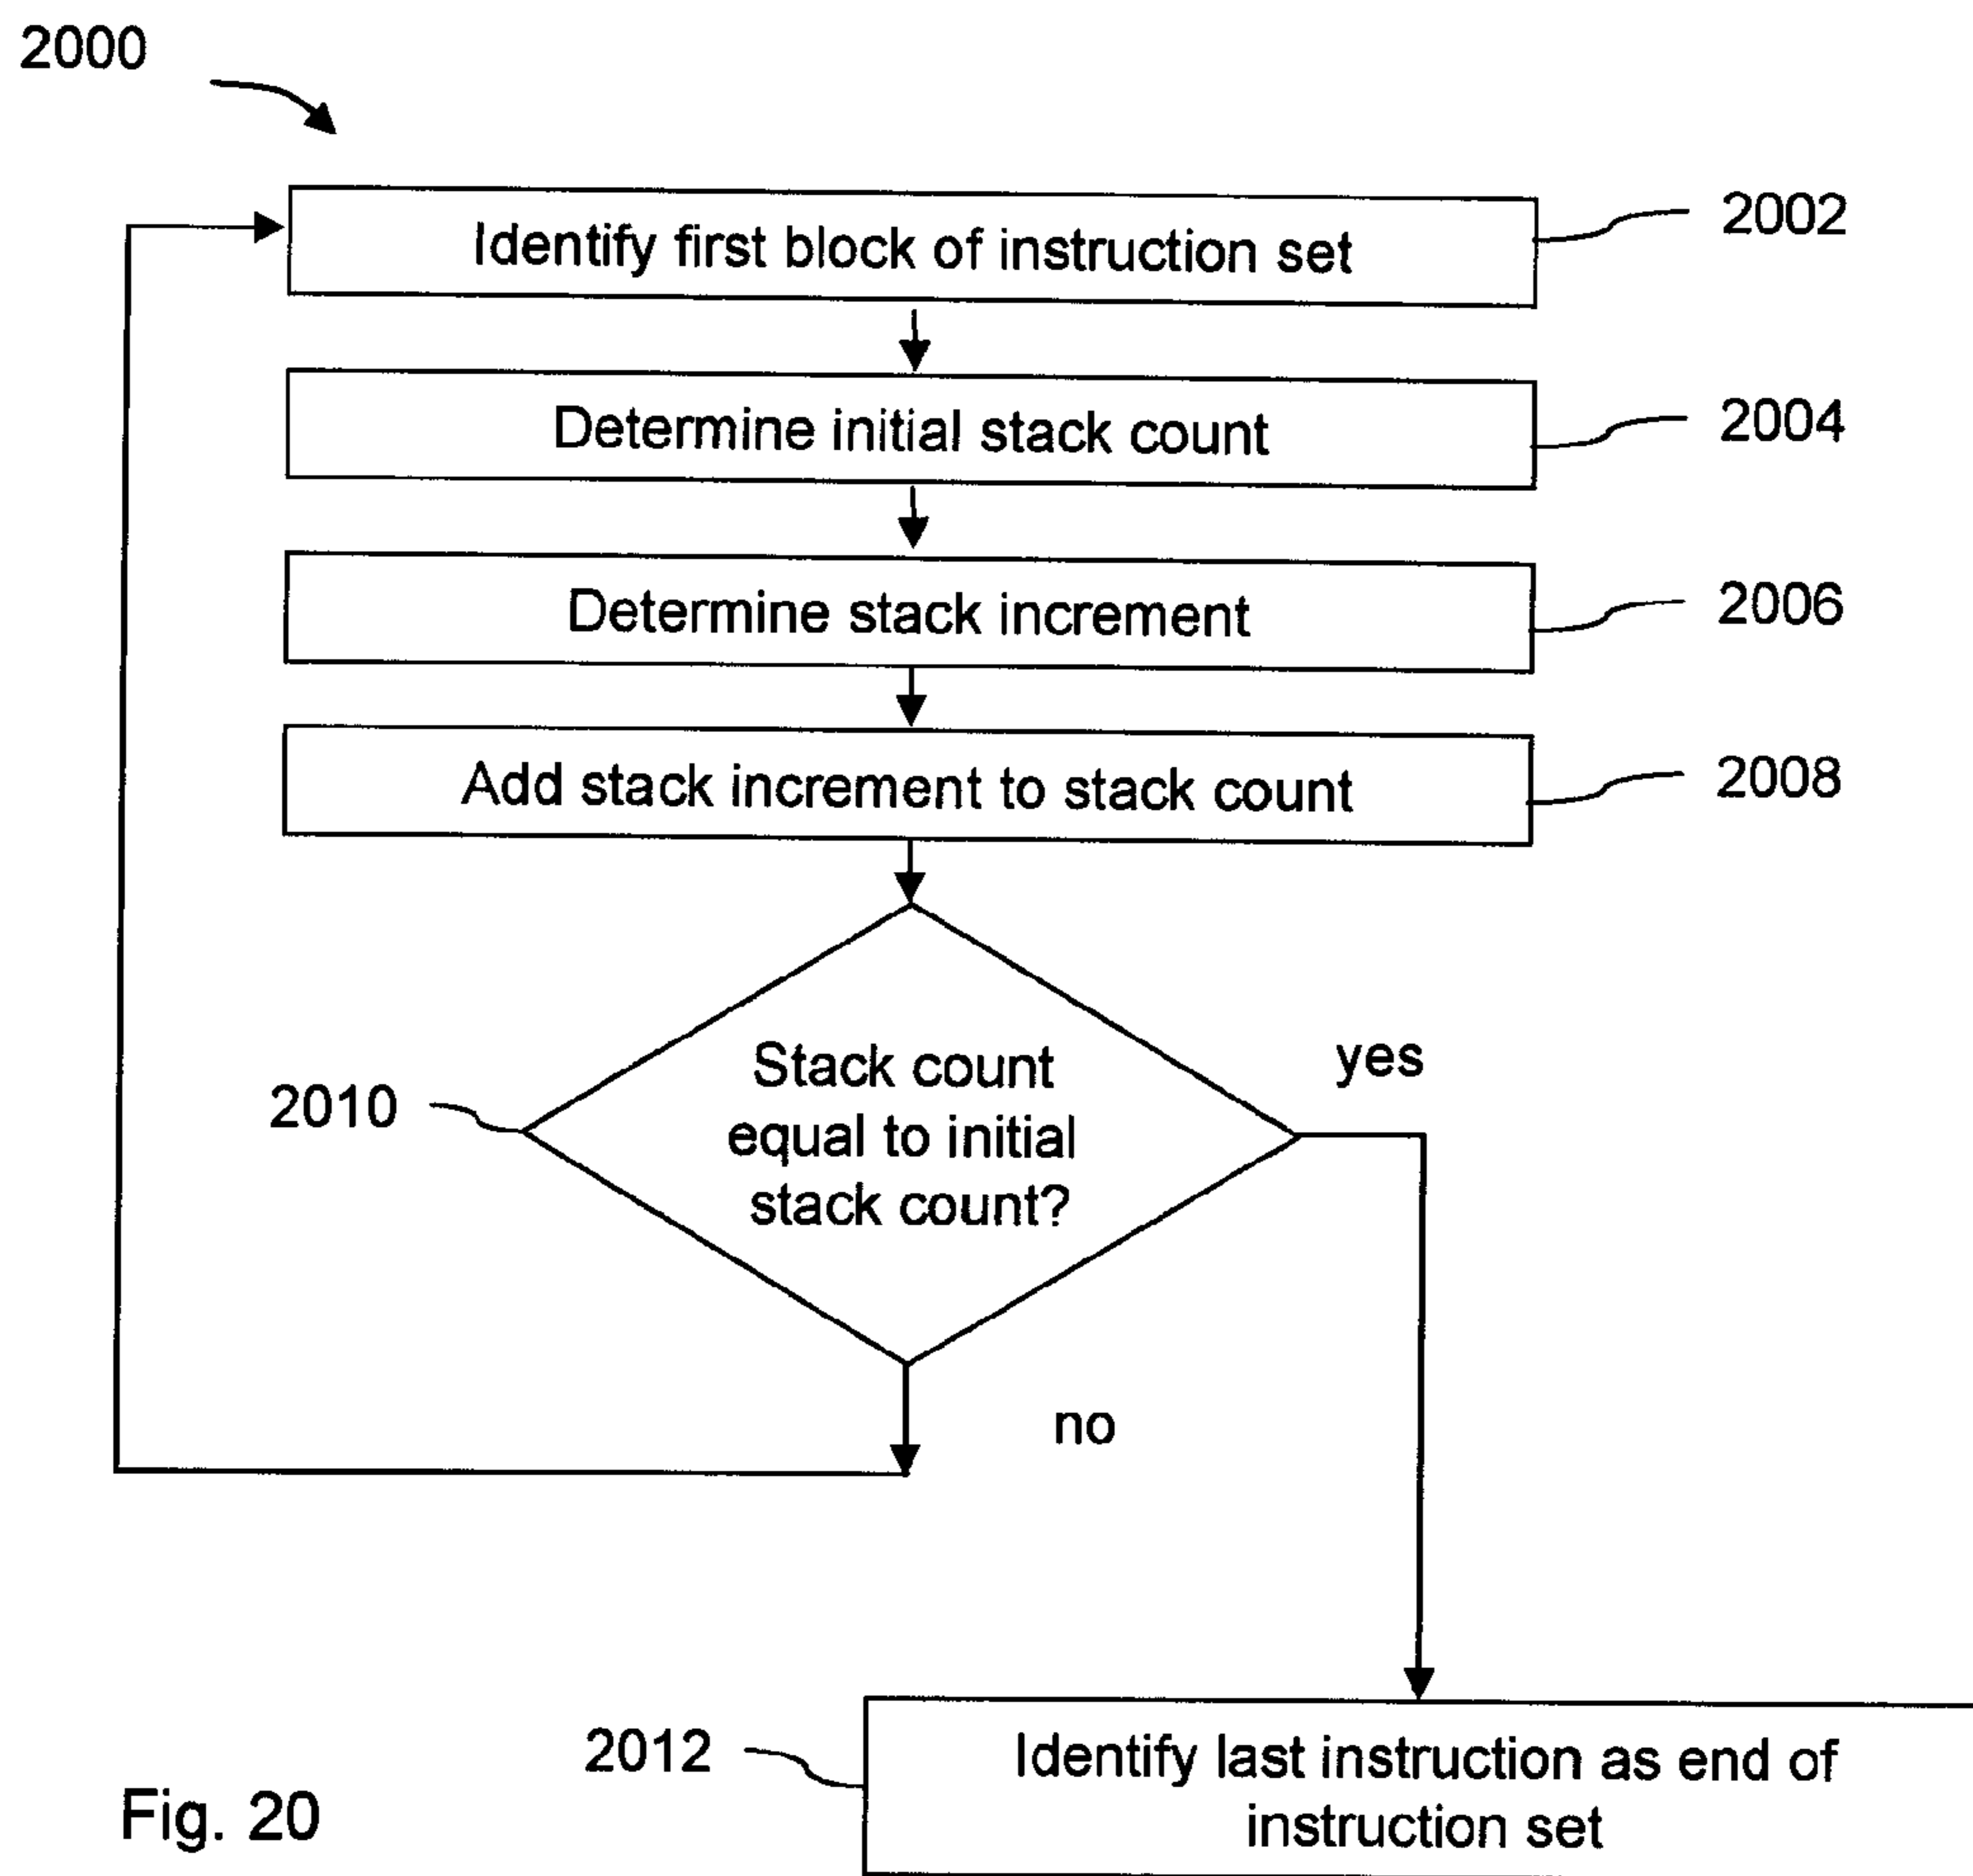 2000
Identify first block of instruction set
2002
Determine initial stack count
2004
Determine stack increment
2006
Add stack increment to stack count
2008
Stack count
equal to initial
stack count?
2010
yes
no
2012
Identify last instruction as end of
instruction set
Fig. 20